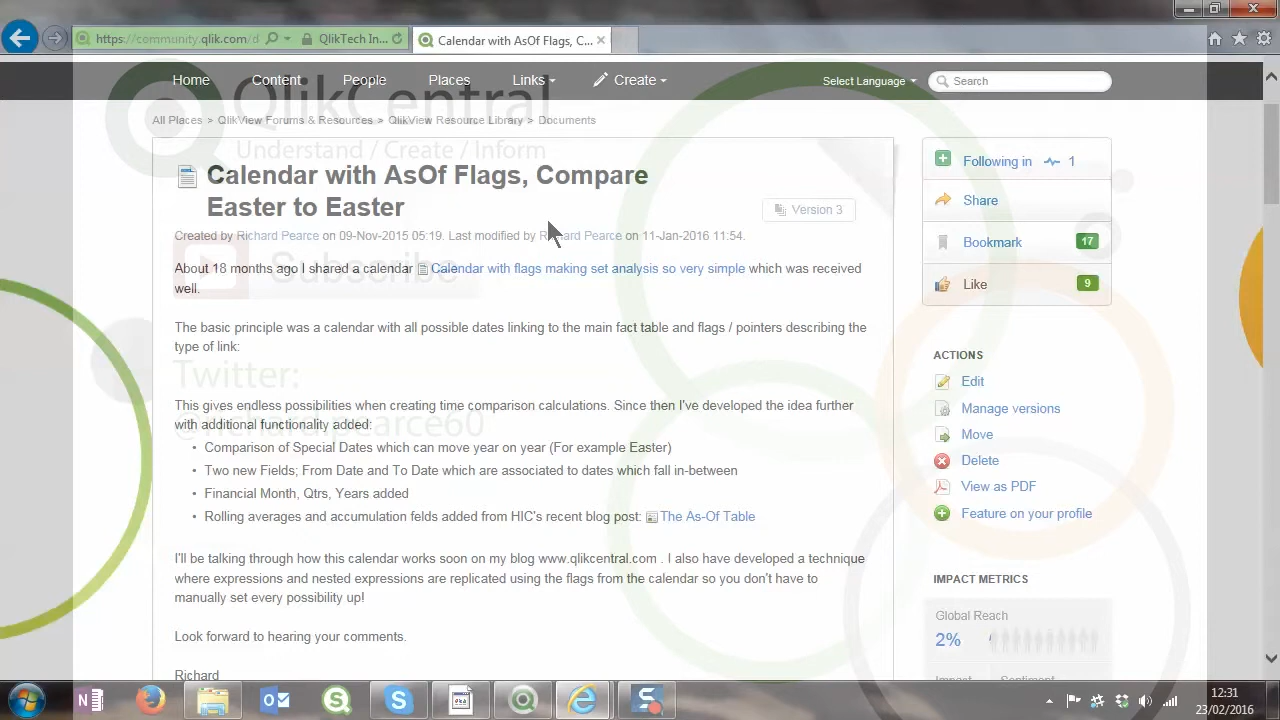 https://community.qlik.com/d
QlikTech In...
Calendar with AsOf Flags, C...
Home
Content
People
Places
Links
Create
Select Language
Search
QlikCentral
All Places > QlikView Forums & Resources > QlikView Resource Library > Documents
Understand / Create / Inform
Calendar with AsOf Flags, Compare
Easter to Easter
Version 3
Created by Richard Pearce on 09-Nov-2015 05:19. Last modified by Richard Pearce on 11-Jan-2016 11:54.
Subscribe
About 18 months ago I shared a calendar Calendar with flags making set analysis so very simple which was received
well.
The basic principle was a calendar with all possible dates linking to the main fact table and flags / pointers describing the
type of link:
Twitter:
This gives endless possibilities when creating time comparison calculations. Since then I've developed the idea further
with additional functionality added:
• Comparison of Special Dates which can move year on year (For example Easter)
• Two new Fields; From Date and To Date which are associated to dates which fall in-between
• Financial Month, Qtrs, Years added
• Rolling averages and accumulation felds added from HIC's recent blog post: The As-Of Table
I'll be talking through how this calendar works soon on my blog www.qlikcentral.com . I also have developed a technique
where expressions and nested expressions are replicated using the flags from the calendar so you don't have to
manually set every possibility up!
Look forward to hearing your comments.
Richard
Following in 1
Share
Bookmark 17
Like 9
ACTIONS
Edit
Manage versions
Move
Delete
View as PDF
Feature on your profile
IMPACT METRICS
Global Reach
2%
Impact
Sentiment
12:31
23/02/2016